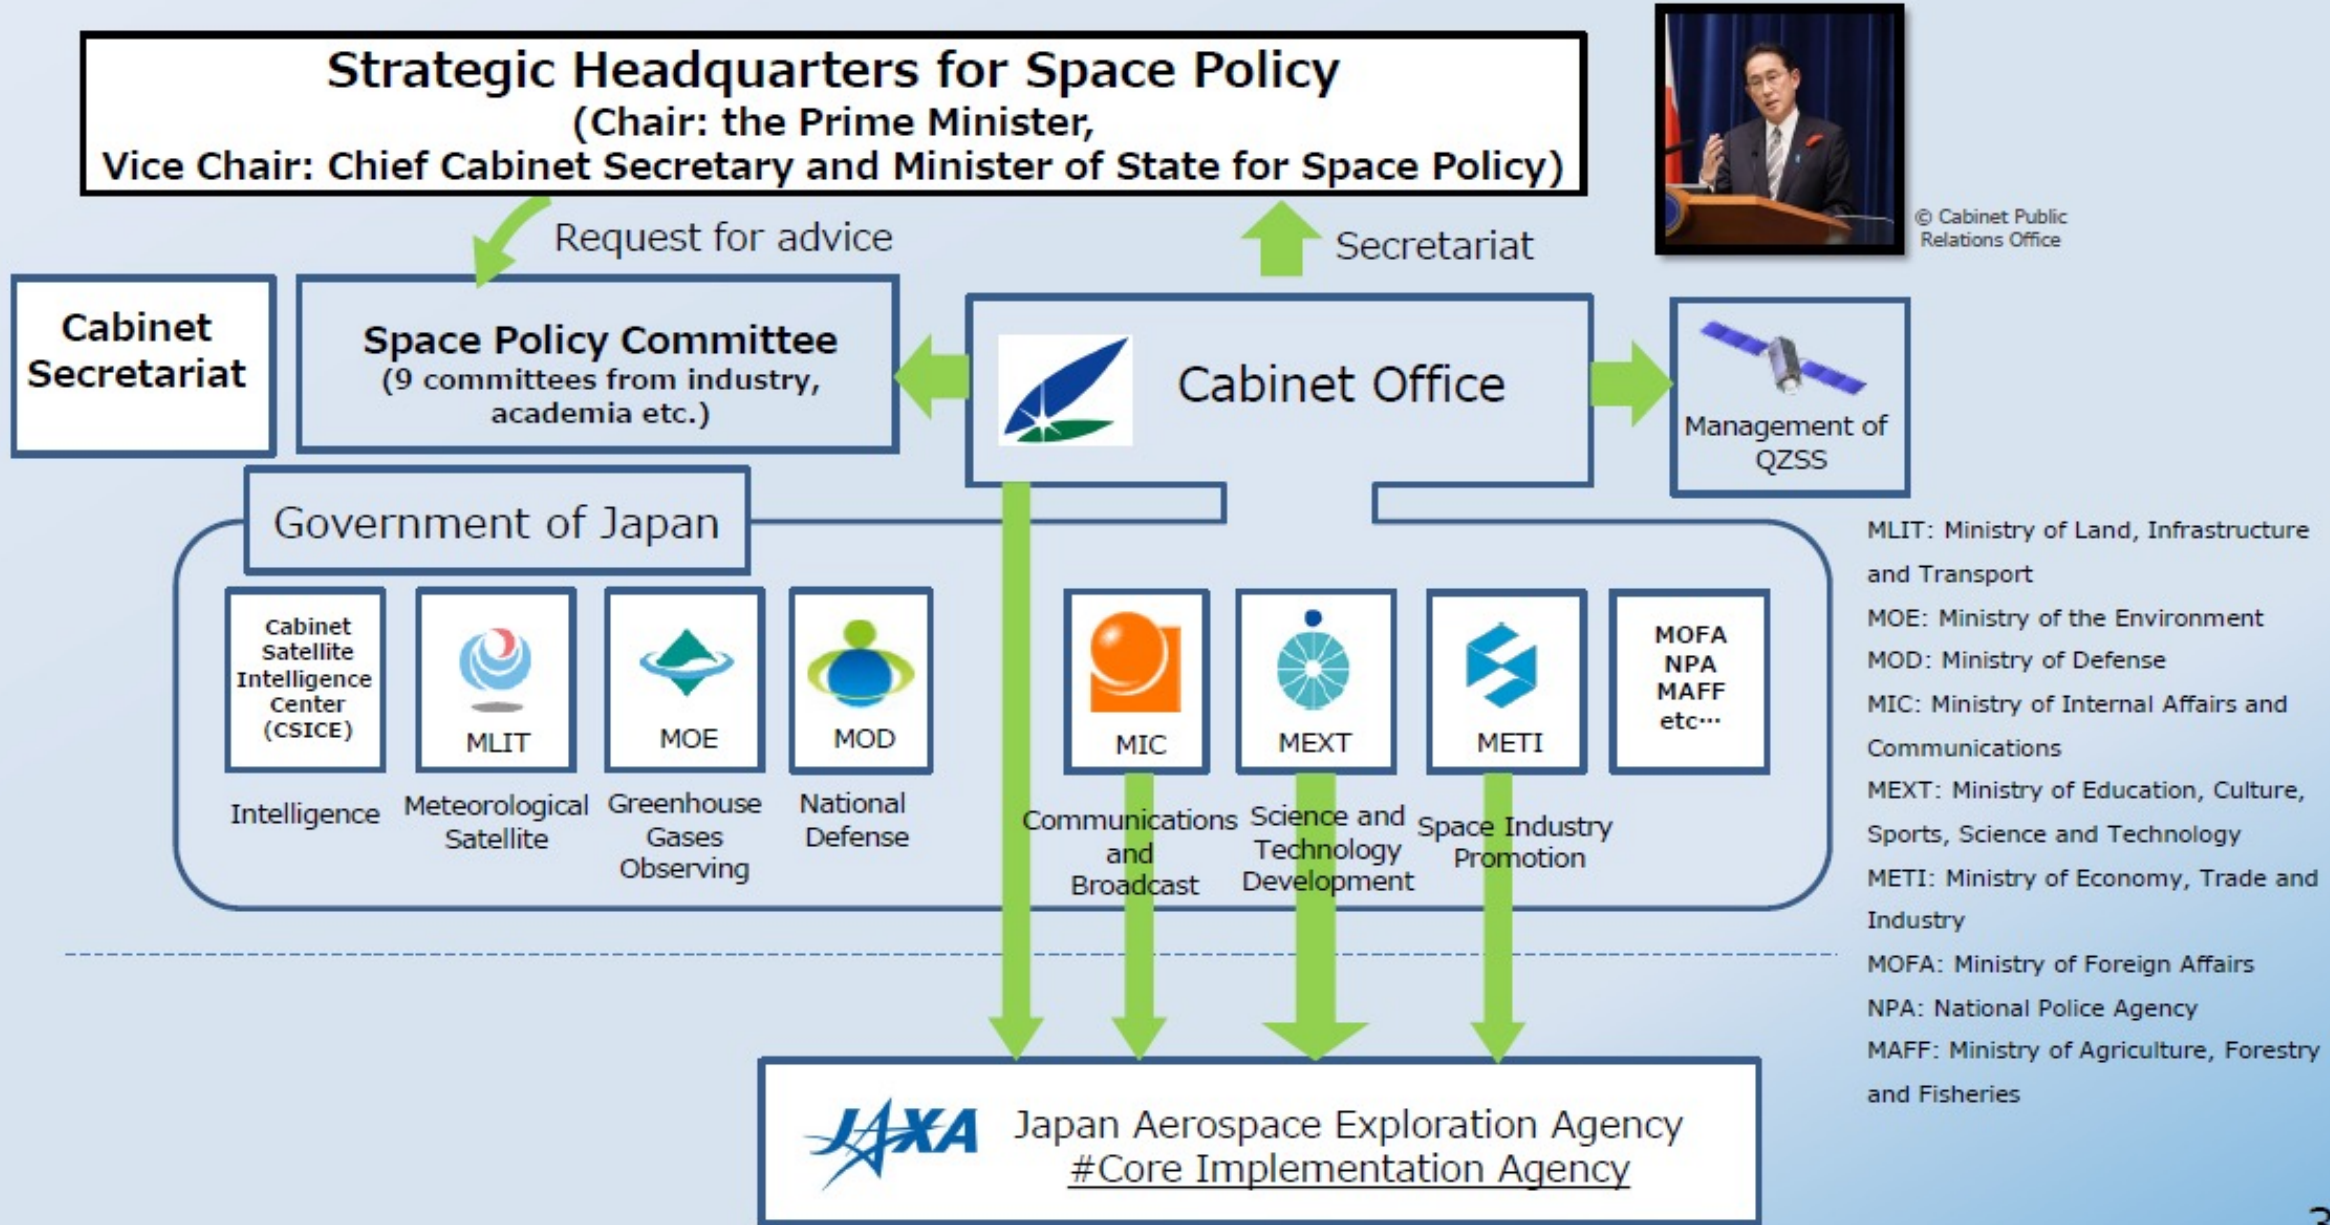 Strategic Headquarters for Space Policy
(Chair: the Prime Minister,
Vice Chair: Chief Cabinet Secretary and Minister of State for Space Policy)
© Cabinet Public
Relations Office
Request for advice
Secretariat
Cabinet
Secretariat
Space Policy Committee
(9 committees from industry,
academia etc.)
Cabinet Office
Management of
QZSS
Government of Japan
Cabinet
Satellite
Intelligence
Center
(CSICE)
Intelligence
MLIT
Meteorological
Satellite
MOE
Greenhouse
Gases
Observing
MOD
National
Defense
MIC
Communications
and
Broadcast
MEXT
Science and
Technology
Development
METI
Space Industry
Promotion
MOFA
NPA
MAFF
etc…
MLIT: Ministry of Land, Infrastructure
and Transport
MOE: Ministry of the Environment
MOD: Ministry of Defense
MIC: Ministry of Internal Affairs and
Communications
MEXT: Ministry of Education, Culture,
Sports, Science and Technology
METI: Ministry of Economy, Trade and
Industry
MOFA: Ministry of Foreign Affairs
NPA: National Police Agency
MAFF: Ministry of Agriculture, Forestry
and Fisheries
JAXA
Japan Aerospace Exploration Agency
#Core Implementation Agency
3